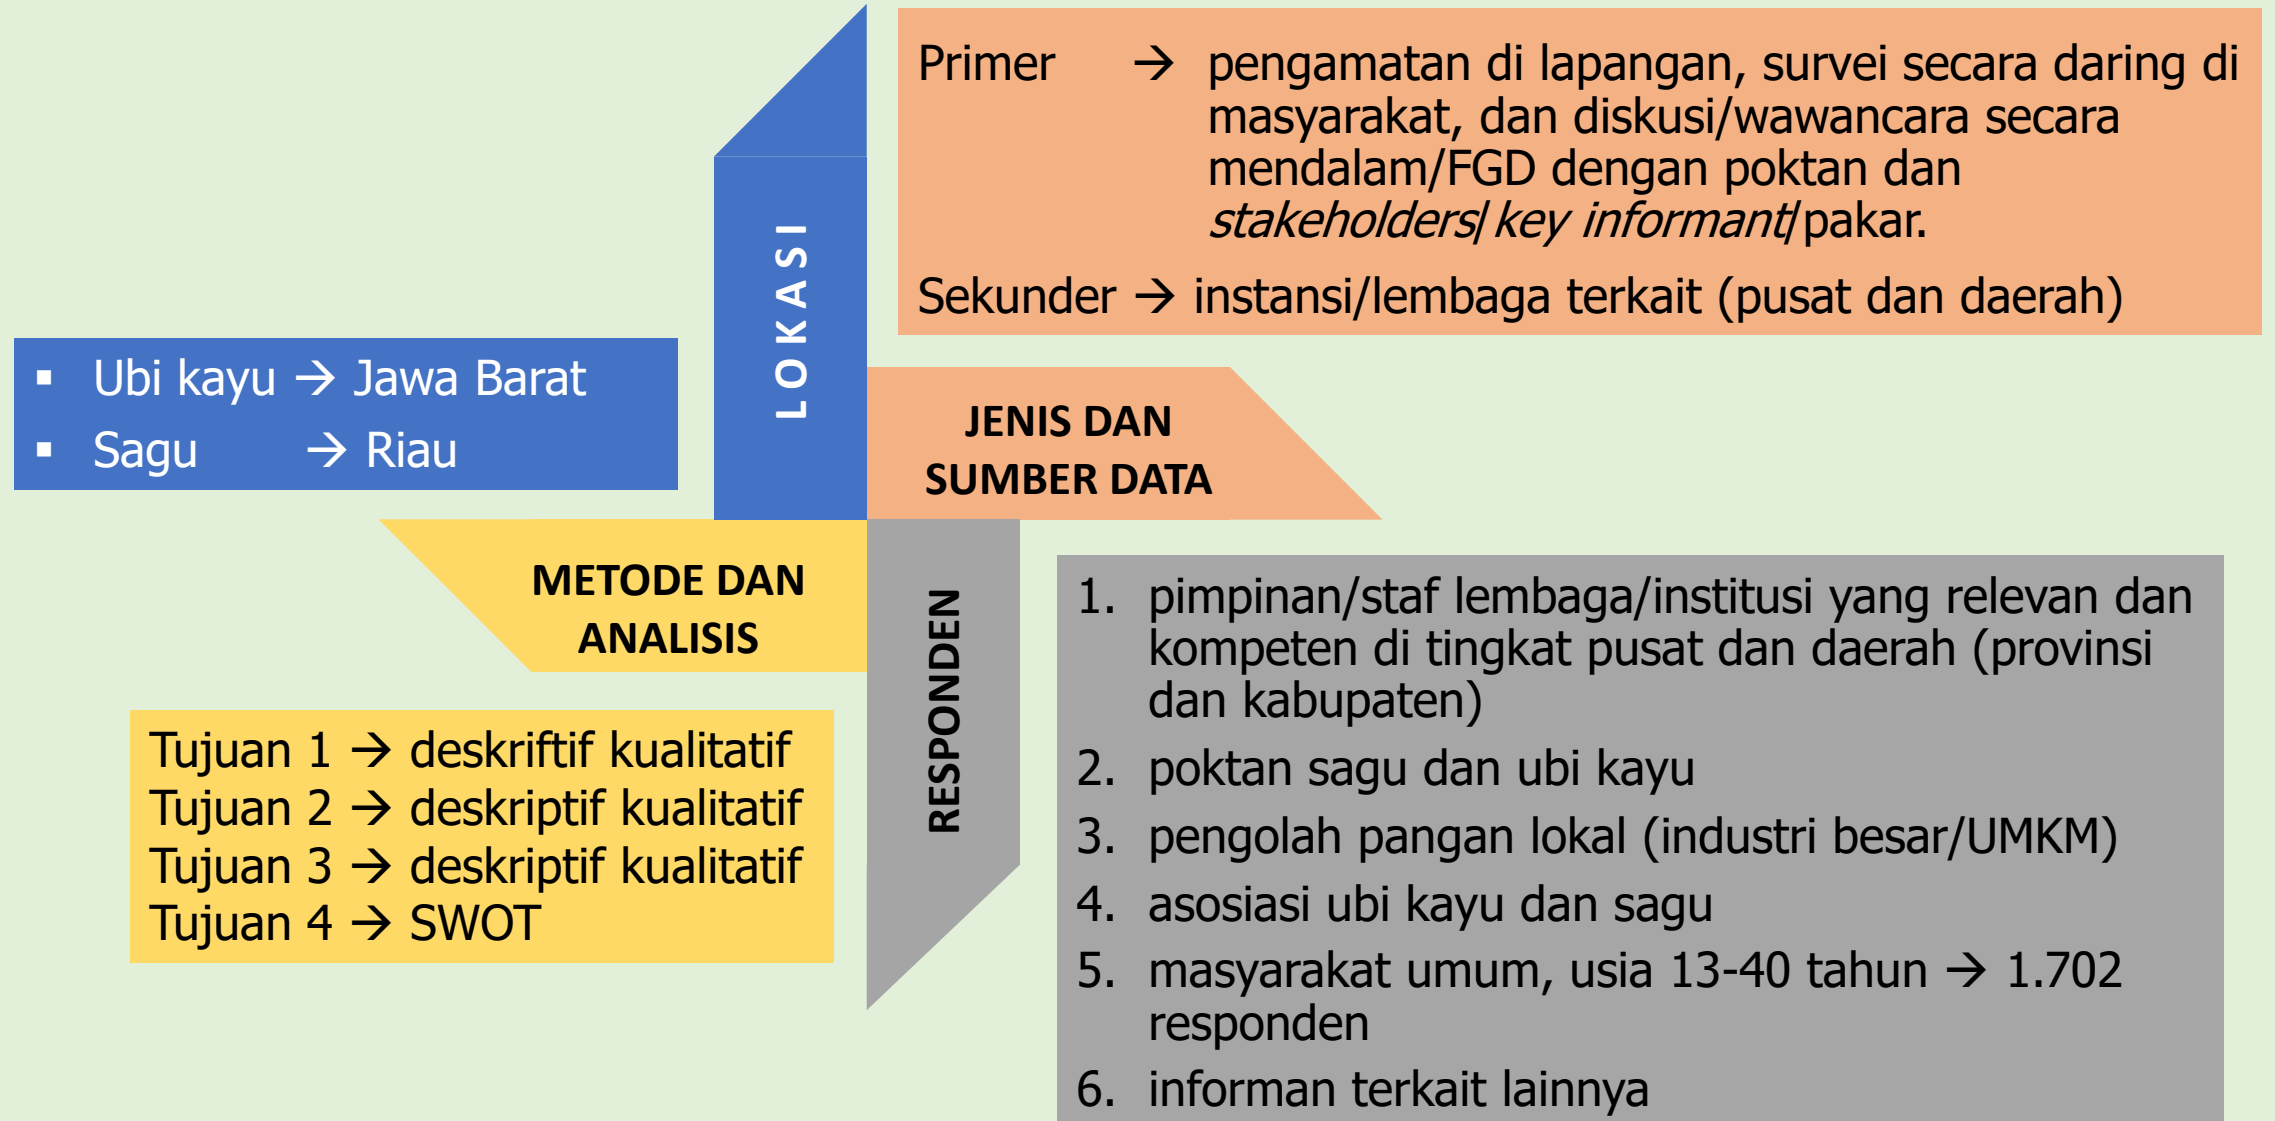 LOKASI
▪ Ubi kayu → Jawa Barat
▪ Sagu → Riau
Primer → pengamatan di lapangan, survei secara daring di
masyarakat, dan diskusi/wawancara secara
mendalam/FGD dengan poktan dan
stakeholders/key informant/pakar.
Sekunder → instansi/lembaga terkait (pusat dan daerah)
JENIS DAN
SUMBER DATA
METODE DAN
ANALISIS
Tujuan 1 → deskriftif kualitatif
Tujuan 2 → deskriptif kualitatif
Tujuan 3 → deskriptif kualitatif
Tujuan 4 → SWOT
RESPONDEN
1. pimpinan/staf lembaga/institusi yang relevan dan
kompeten di tingkat pusat dan daerah (provinsi
dan kabupaten)
2. poktan sagu dan ubi kayu
3. pengolah pangan lokal (industri besar/UMKM)
4. asosiasi ubi kayu dan sagu
5. masyarakat umum, usia 13-40 tahun → 1.702
responden
6. informan terkait lainnya